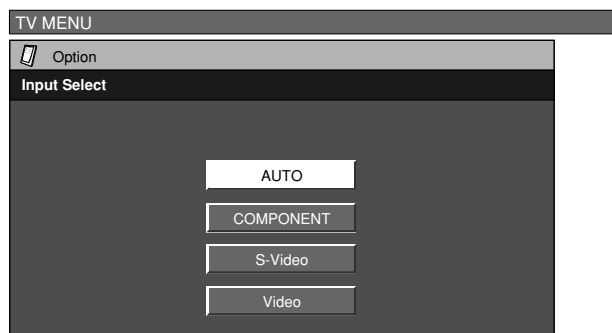 TV MENU
Option
Input Select
AUTO
COMPONENT
S-Video
Video